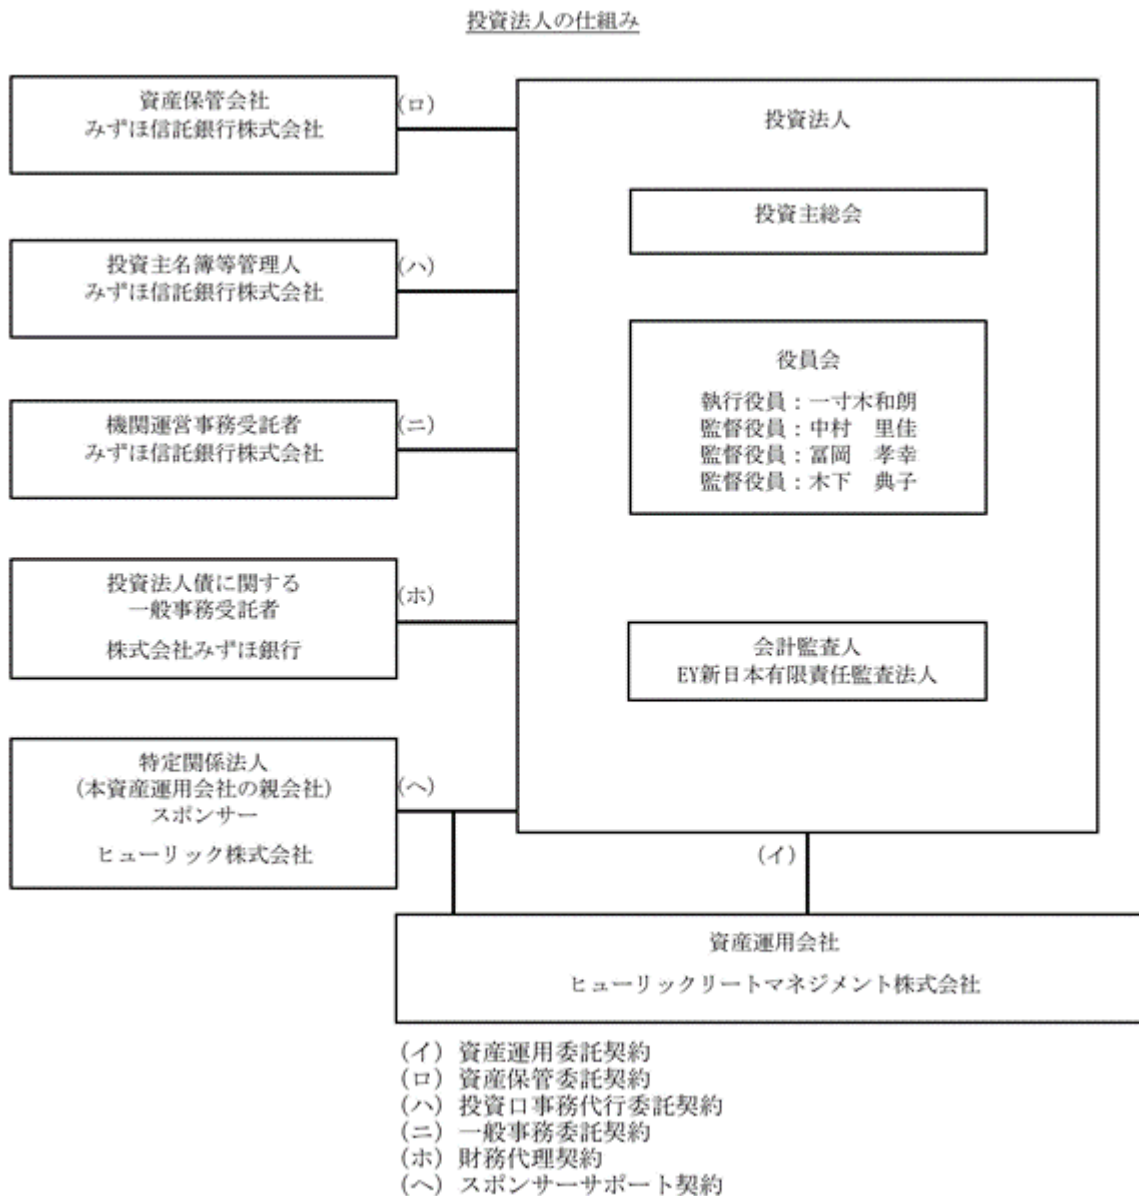 投資法人の仕組み
資産保管会社
みずほ信託銀行株式会社
(ロ)
投資主名簿等管理人
みずほ信託銀行株式会社
(ハ)
機関運営事務受託者
みずほ信託銀行株式会社
(ニ)
投資法人債に関する
一般事務受託者
株式会社みずほ銀行
(ホ)
特定関係法人
(本資産運用会社の親会社)
スポンサー
ヒューリック株式会社
(ヘ)
投資法人
投資主総会
役員会
執行役員：一寸木和朗
監督役員：中村　里佳
監督役員：冨岡　孝幸
監督役員：木下　典子
会計監査人
EY新日本有限責任監査法人
(イ)
資産運用会社
ヒューリックリートマネジメント株式会社
(イ) 資産運用委託契約
(ロ) 資産保管委託契約
(ハ) 投資口事務代行委託契約
(ニ) 一般事務委託契約
(ホ) 財務代理契約
(ヘ) スポンサーサポート契約